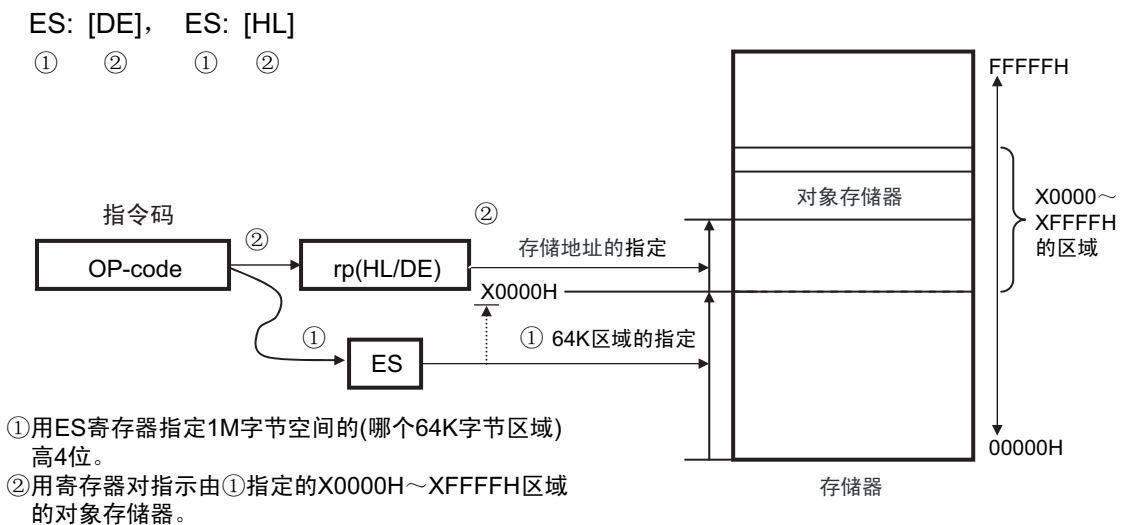 ES: [DE], ES: [HL]
① ② ① ②
FFFFFH
对象存储器
X0000～
XFFFFH
的区域
指令码
②
②
存储地址的指定
OP-code
rp(HL/DE)
X0000H
①
① 64K区域的指定
ES
①用ES寄存器指定1M字节空间的(哪个64K字节区域)
高4位。
00000H
②用寄存器对指示由①指定的X0000H～XFFFFH区域
的对象存储器。
存储器